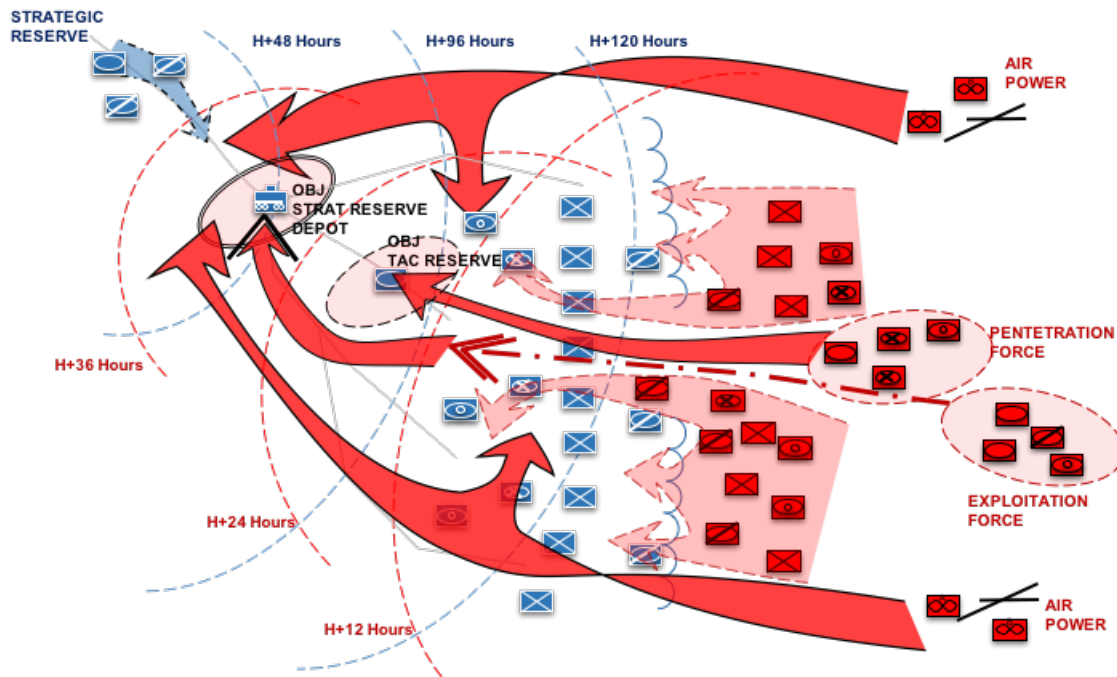 STRATEGIC
RESERVE
H+48 Hours
H+96 Hours
H+120 Hours
AIR
POWER
OBJ
STRAT RESERVE
DEPOT
OBJ
TAC RESERVE
PENTETRATION
FORCE
H+36 Hours
EXPLOITATION
FORCE
H+24 Hours
H+12 Hours
AIR
POWER